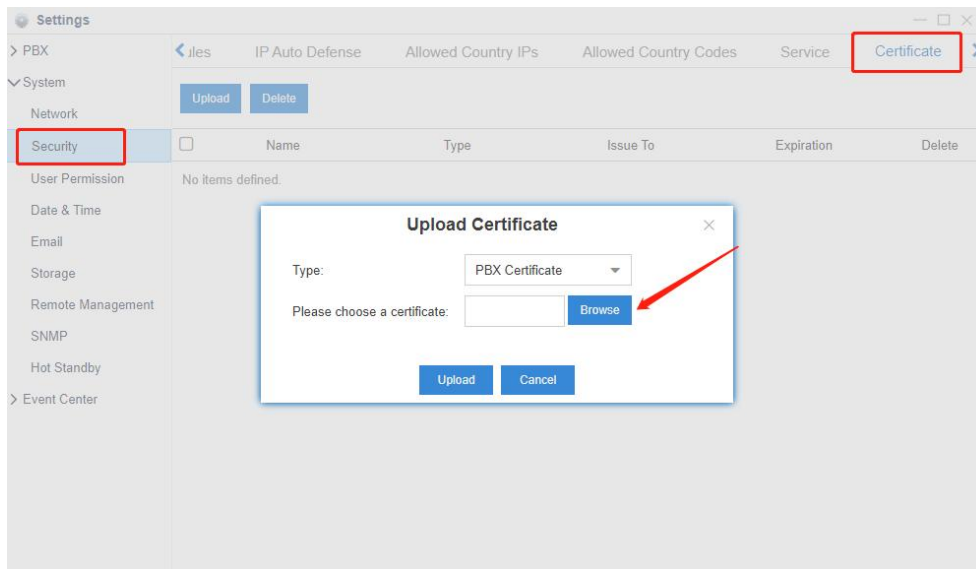 Settings
PBX
ules IP Auto Defense Allowed Country IPs Allowed Country Codes Service Certificate
System
Upload Delete
Network
Security
Name Type Issue To Expiration Delete
User Permission
No items defined.
Date & Time
Upload Certificate
Email
Type: PBX Certificate
Storage
Remote Management
Please choose a certificate: Browse
SNMP
Hot Standby
Upload Cancel
Event Center